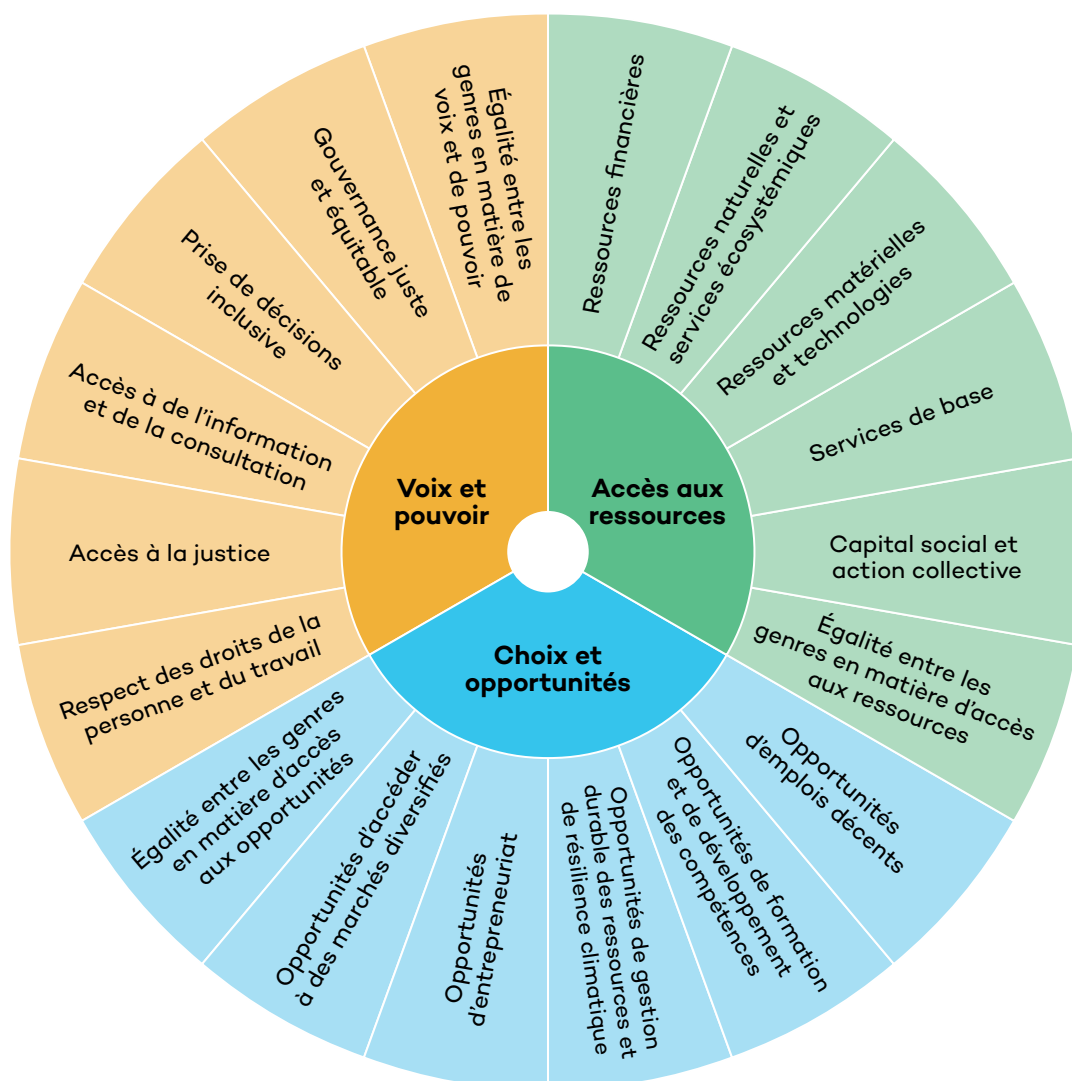 Voix et
pouvoir
Accès aux
ressources
Choix et
opportunités
Ressources financières
Ressources naturelles et
services écosystémiques
Ressources matérielles
et technologies
Services de base
Capital social et
action collective
Égalité entre les
genres en matière d'accès
aux ressources
Opportunités
d'emplois décents
Opportunités de formation
et de développement
des compétences
Opportunités de gestion
durable des ressources et
de résilience climatique
Opportunités
d'entrepreneuriat
Opportunités d'accéder
à des marchés diversifiés
Égalité entre les genres
en matière d'accès
aux opportunités
Respect des droits de la
personne et du travail
Accès à la justice
Accès à de l'information
et de la consultation
Prise de décisions
inclusive
Gouvernance juste
et équitable
Égalité entre les
genres en matière de
voix et de pouvoir